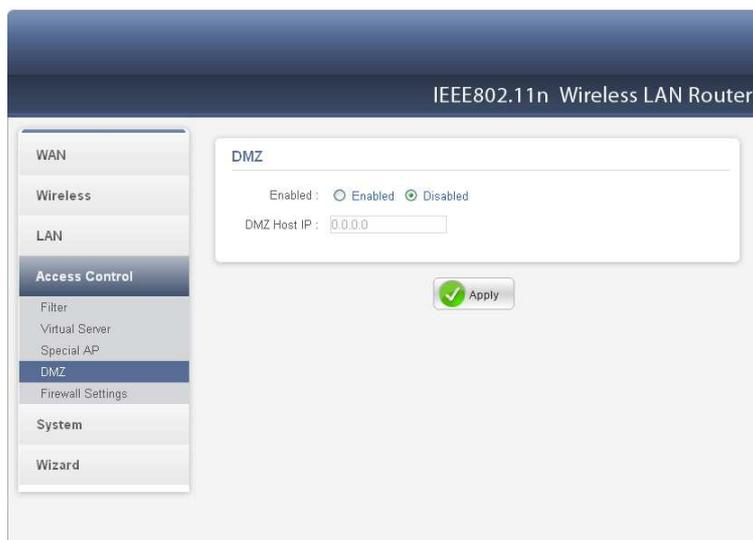 IEEE802.11n Wireless LAN Router
WAN
Wireless
LAN
Access Control
Filter
Virtual Server
Special AP
DMZ
Firewall Settings
System
Wizard
DMZ
Enabled : Enabled Disabled
DMZ Host IP : 0.0.0.0
Apply